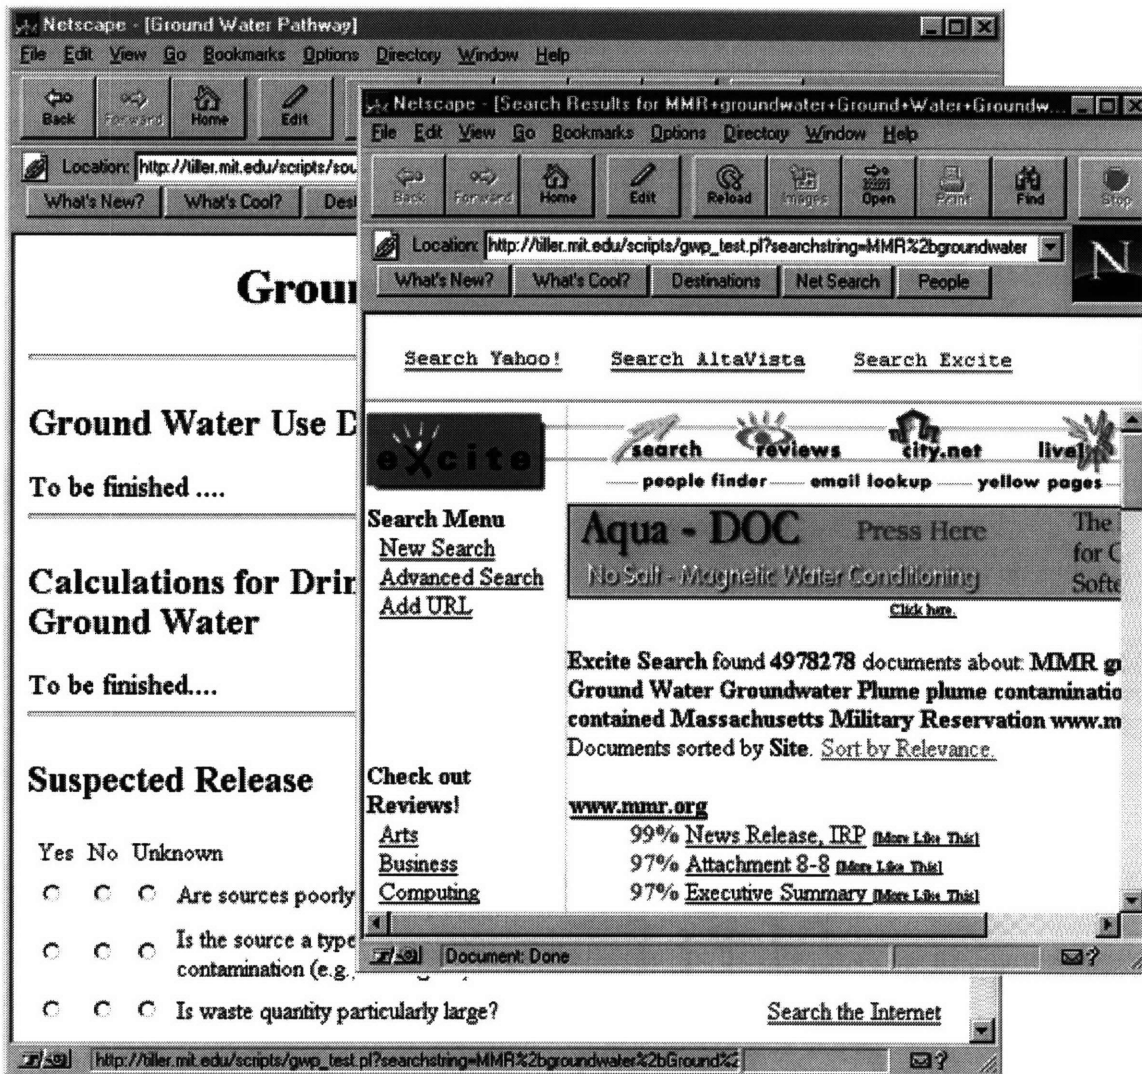 Netscape - [Ground Water Pathway]
File Edit View Go Bookmarks Options Directory Window Help
Back Forward Home Edit
Location: http://tiller.mit.edu/scripts/sou
What's New? What's Cool? Dest
Groun
Ground Water Use D
To be finished ....
Calculations for Drin
Ground Water
To be finished....
Suspected Release
Yes No Unknown
Are sources poorly
Is the source a type
contamination (e.g.,
Is waste quantity particularly large? Search the Internet
http://tiller.mit.edu/scripts/gwp_test.pl?searchstring=MMR%2bgroundwater%2bGround%2
Netscape - [Search Results for MMR+groundwater+Ground+Water+Groundw...
File Edit View Go Bookmarks Options Directory Window Help
Back Forward Home Edit Reload Images Open Print Find Stop
Location: http://tiller.mit.edu/scripts/gwp_test.pl?searchstring=MMR%2bgroundwater
N
What's New? What's Cool? Destinations Net Search People
Search Yahoo! Search AltaVista Search Excite
excite
search reviews city.net live!
people finder email lookup yellow pages
Search Menu
New Search
Advanced Search
Add URL
Aqua - DOC Press Here The
for C
No Salt - Magnetic Water Conditioning Softe
Click here.
Excite Search found 4978278 documents about: MMR gr
Ground Water Groundwater Plume plume contaminatio
contained Massachusetts Military Reservation www.m
Documents sorted by Site. Sort by Relevance.
Check out
Reviews!
Arts
Business
Computing
www.mmr.org
99% News Release, IRP [More Like This]
97% Attachment 8-8 [More Like This]
97% Executive Summary [More Like This]
Document: Done